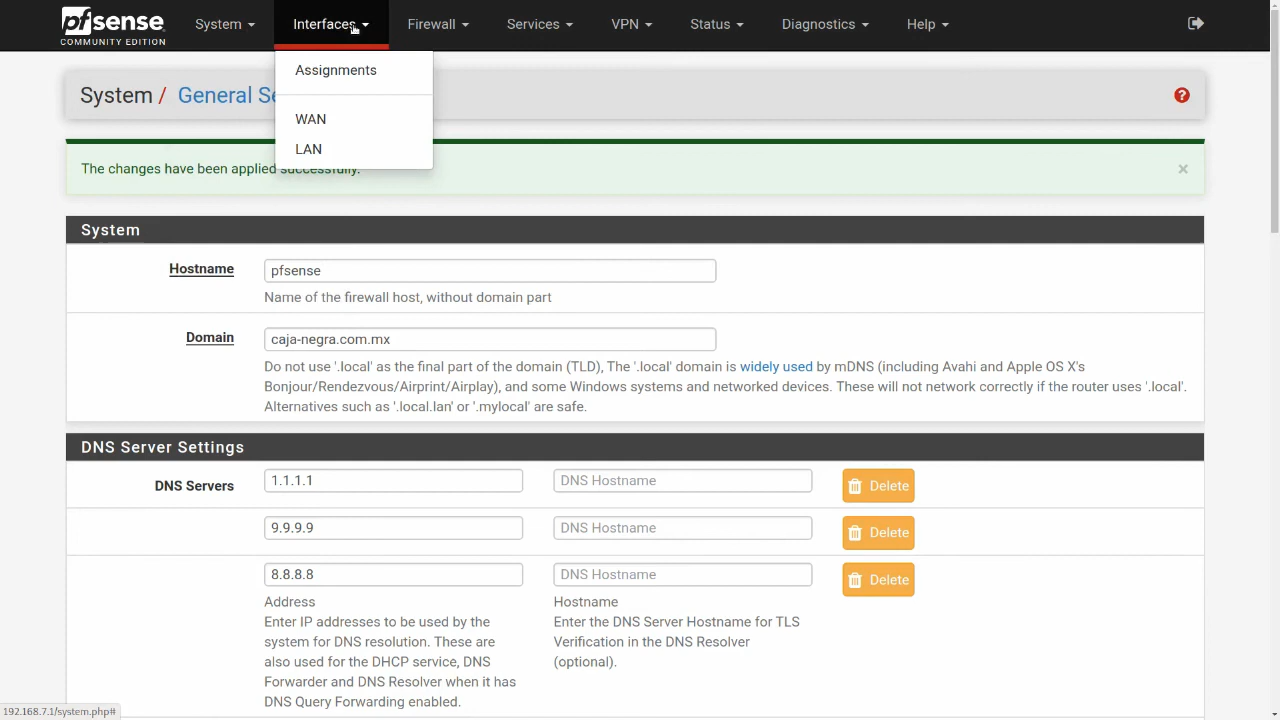 pfsense
COMMUNITY EDITION
System
Interfaces
Firewall
Services
VPN
Status
Diagnostics
Help
Assignments
WAN
LAN
System / General Se
The changes have been applied successfully.
×
System
Hostname
pfsense
Name of the firewall host, without domain part
Domain
caja-negra.com.mx
Do not use '.local' as the final part of the domain (TLD), The '.local' domain is widely used by mDNS (including Avahi and Apple OS X's
Bonjour/Rendezvous/Airprint/Airplay), and some Windows systems and networked devices. These will not network correctly if the router uses '.local'.
Alternatives such as '.local.lan' or '.mylocal' are safe.
DNS Server Settings
DNS Servers
1.1.1.1
DNS Hostname
Delete
9.9.9.9
DNS Hostname
Delete
8.8.8.8
DNS Hostname
Delete
Address
Enter IP addresses to be used by the
system for DNS resolution. These are
also used for the DHCP service, DNS
Forwarder and DNS Resolver when it has
DNS Query Forwarding enabled.
Hostname
Enter the DNS Server Hostname for TLS
Verification in the DNS Resolver
(optional).
192.168.7.1/system.php#